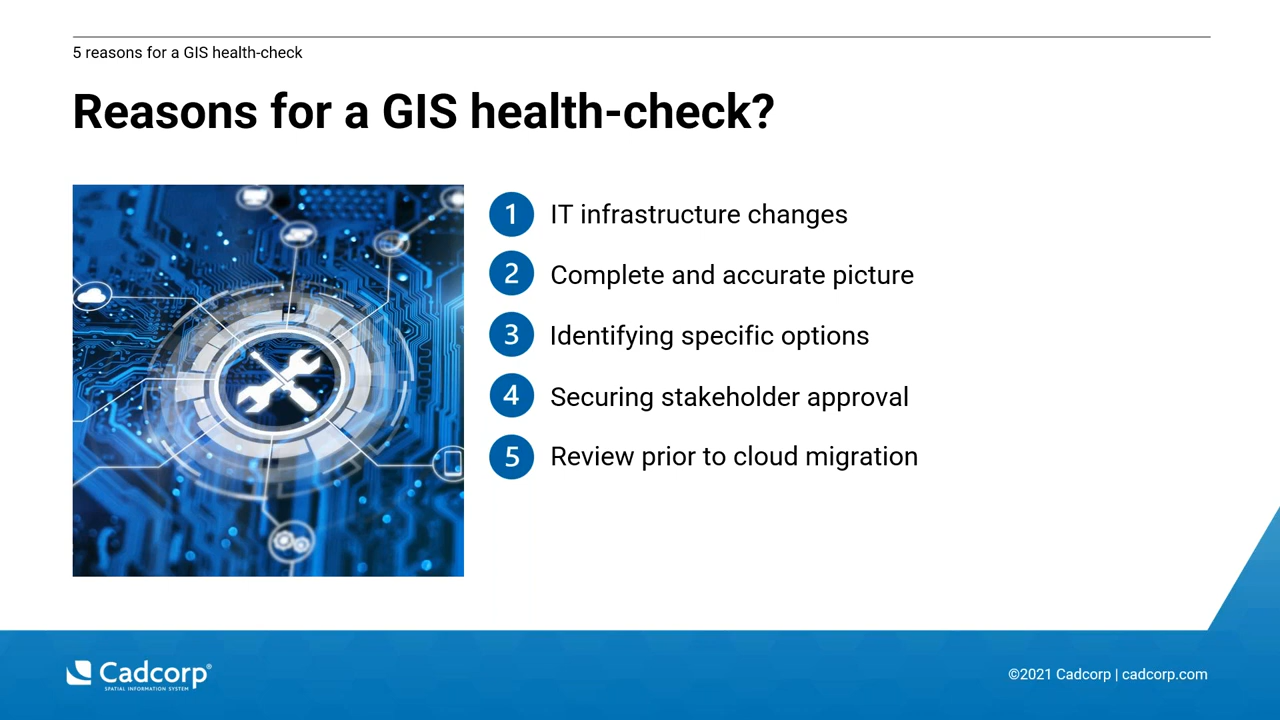 5 reasons for a GIS health-check
Reasons for a GIS health-check?
1 IT infrastructure changes
2 Complete and accurate picture
3 Identifying specific options
4 Securing stakeholder approval
5 Review prior to cloud migration
Cadcorp®
SPATIAL INFORMATION SYSTEM
©2021 Cadcorp | cadcorp.com